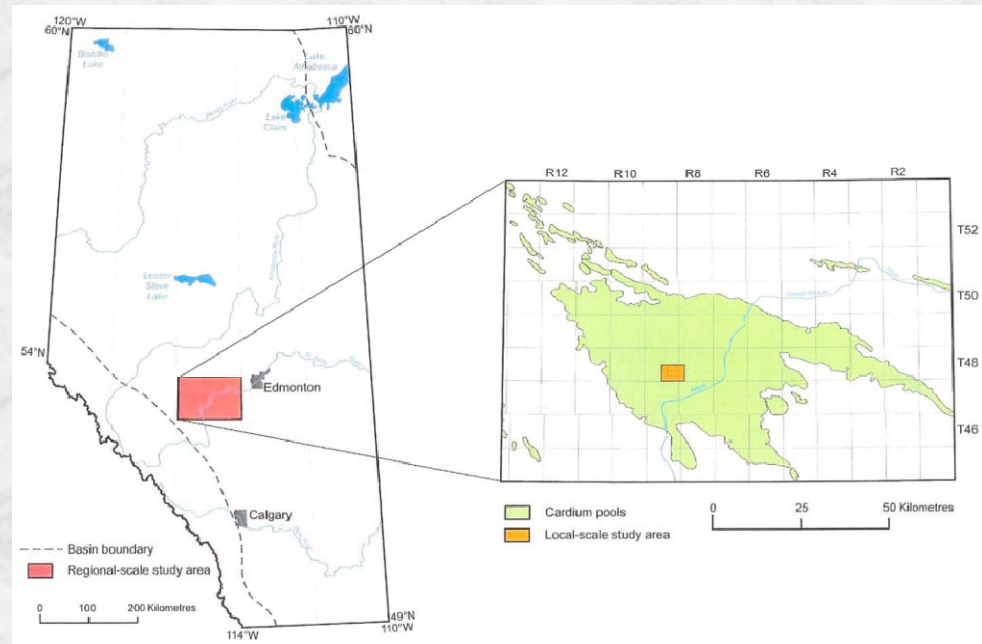 120°W
60°N
110°W
60°N
Bistcho
Lake
Lake
Athabasca
Lake
Claire
Lesser
Slave
Lake
54°N
Edmonton
Calgary
Basin boundary
Regional-scale study area
0 100 200 Kilometres
114°W
49°N
110°W
R12 R10 R8 R6 R4 R2
T52
T50
T48
T46
Cardium pools
Local-scale study area
0 25 50 Kilometres